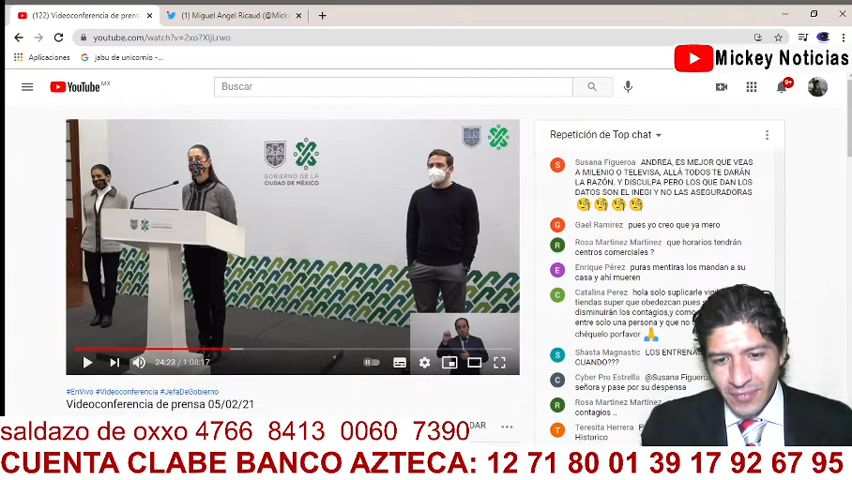 (122) Videoconferencia de prens
(1) Miguel Angel Ricaud (@Micke
youtube.com/watch?v=2xo7XIjLrwo
Aplicaciones
jabu de unicornio -...
Mickey Noticias
YouTube MX
Buscar
9+
GOBIERNO DE LA
CIUDAD DE MÉXICO
24:23 / 1:08:17
#EnVivo #Videoconferencia #JefaDeGobierno
Videoconferencia de prensa 05/02/21
DAR
Repetición de Top chat
Susana Figueroa ANDREA, ES MEJOR QUE VEAS
A MILENIO O TELEVISA, ALLÁ TODOS TE DARÁN
LA RAZÓN. Y DISCULPA PERO LOS QUE DAN LOS
DATOS SON EL INEGI Y NO LAS ASEGURADORAS
Gael Ramirez pues yo creo que ya mero
Rosa Martinez Martinez que horarios tendrán
centros comerciales ?
Enrique Pérez puras mentiras los mandan a su
casa y ahí mueren
Catalina Perez hola solo suplicarle vigil
tiendas super que obedezcan pues
disminuirán los contagios,y como
entre solo una persona y que no
chéquelo porfavor
Shasta Magnastic LOS ENTRENA
CUANDO???
Cyber Pro Estrella @Susana Figueroa
señora y pase por su despensa
Rosa Martinez Martinez
contagios ..
Teresita Herrera
Historico
saldazo de oxxo 4766 8413 0060 7390
CUENTA CLABE BANCO AZTECA: 12 71 80 01 39 17 92 67 95